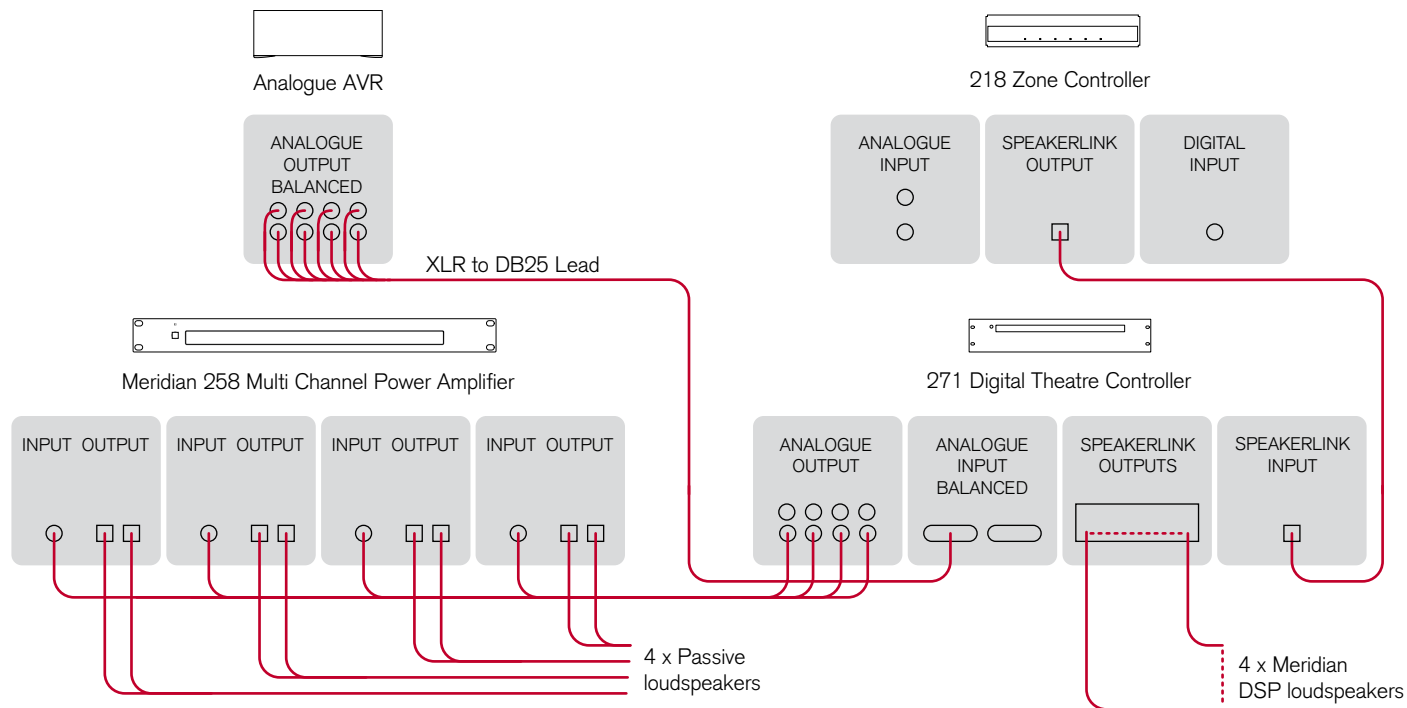 Analogue AVR
218 Zone Controller
ANALOGUE
OUTPUT
BALANCED
ANALOGUE
INPUT
SPEAKERLINK
OUTPUT
DIGITAL
INPUT
XLR to DB25 Lead
Meridian 258 Multi Channel Power Amplifier
271 Digital Theatre Controller
INPUT OUTPUT
INPUT OUTPUT
INPUT OUTPUT
INPUT OUTPUT
ANALOGUE
OUTPUT
ANALOGUE
INPUT
BALANCED
SPEAKERLINK
OUTPUTS
SPEAKERLINK
INPUT
4 x Passive
loudspeakers
4 x Meridian
DSP loudspeakers